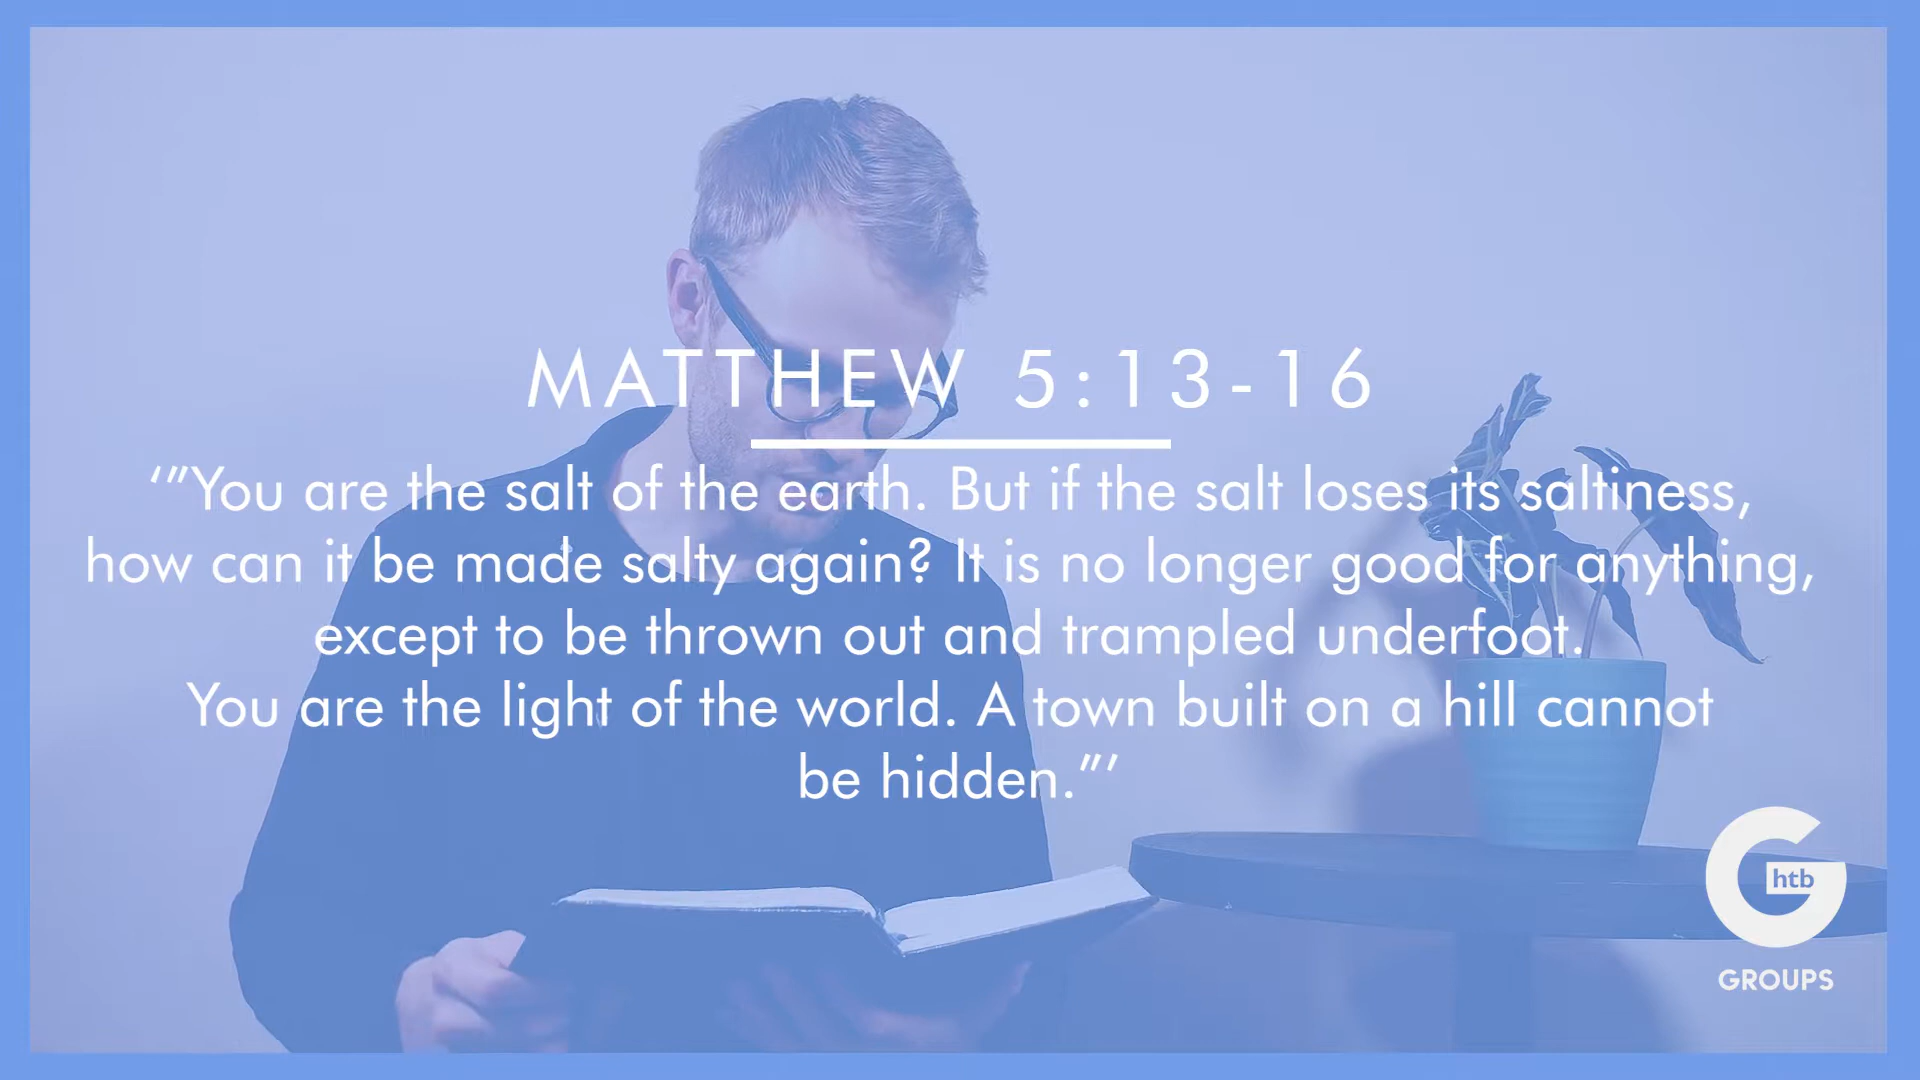 MATTHEW 5:13-16
‘”You are the salt of the earth. But if the salt loses its saltiness,
how can it be made salty again? It is no longer good for anything,
except to be thrown out and trampled underfoot.
You are the light of the world. A town built on a hill cannot
be hidden.”’
htb
GROUPS